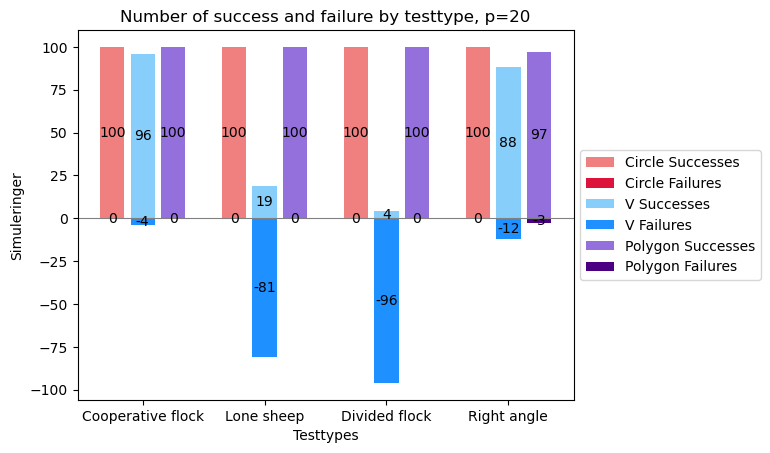 Number of success and failure by testtype, p=20
Simuleringer
100
75
50
25
0
−25
−50
−75
−100
100 96 100 100 100 100 100 100 88 97
19
4
0 0 0 0 0 0 0
-4
-12
-3
-81
-96
Cooperative flock Lone sheep Divided flock Right angle
Testtypes
Circle Successes
Circle Failures
V Successes
V Failures
Polygon Successes
Polygon Failures